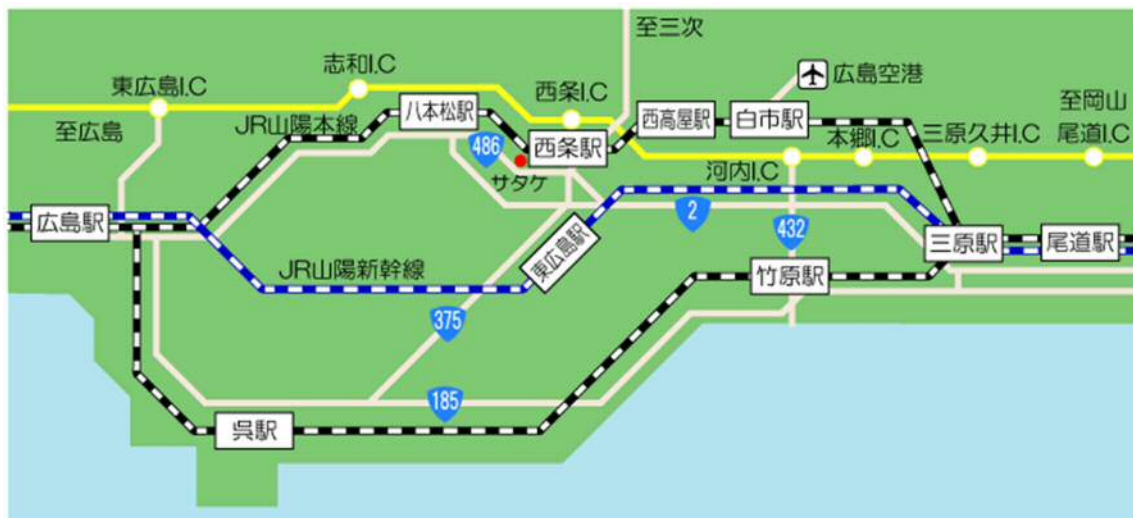 至三次
志和I.C
広島空港
東広島I.C
西条I.C
至岡山
八本松駅
西高屋駅
白市駅
至広島
JR山陽本線
本郷I.C
三原久井I.C
尾道I.C
486
西条駅
サタケ
河内I.C
2
広島駅
432
三原駅
尾道駅
東広島駅
JR山陽新幹線
竹原駅
375
185
呉駅